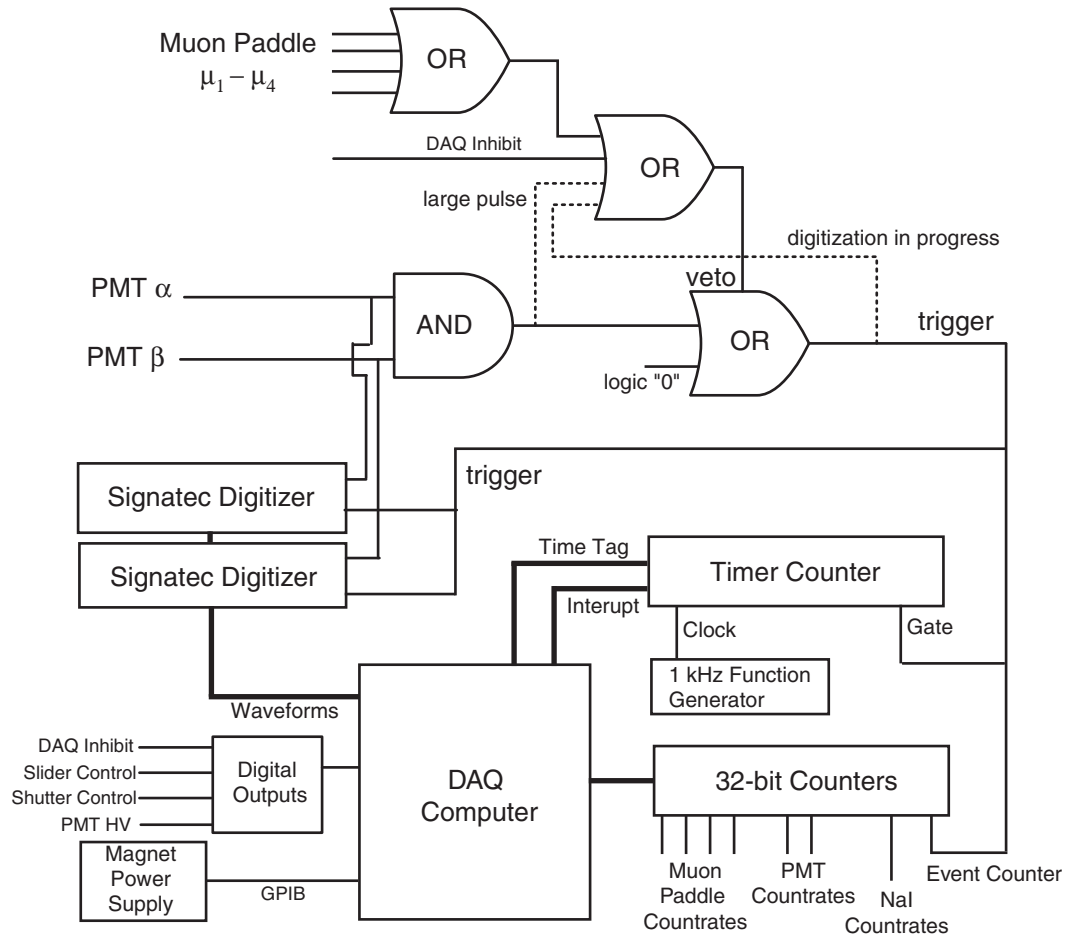 Muon Paddle
μ1 – μ4
OR
DAQ Inhibit
OR
large pulse
digitization in progress
veto
PMT α
AND
OR
trigger
PMT β
logic "0"
trigger
Signatec Digitizer
Signatec Digitizer
Time Tag
Timer Counter
Interupt
Clock
Gate
1 kHz Function
Generator
Waveforms
DAQ Inhibit
Slider Control
Shutter Control
PMT HV
Digital
Outputs
DAQ
Computer
32-bit Counters
Magnet
Power
Supply
GPIB
Muon
Paddle
Countrates
PMT
Countrates
NaI
Countrates
Event Counter